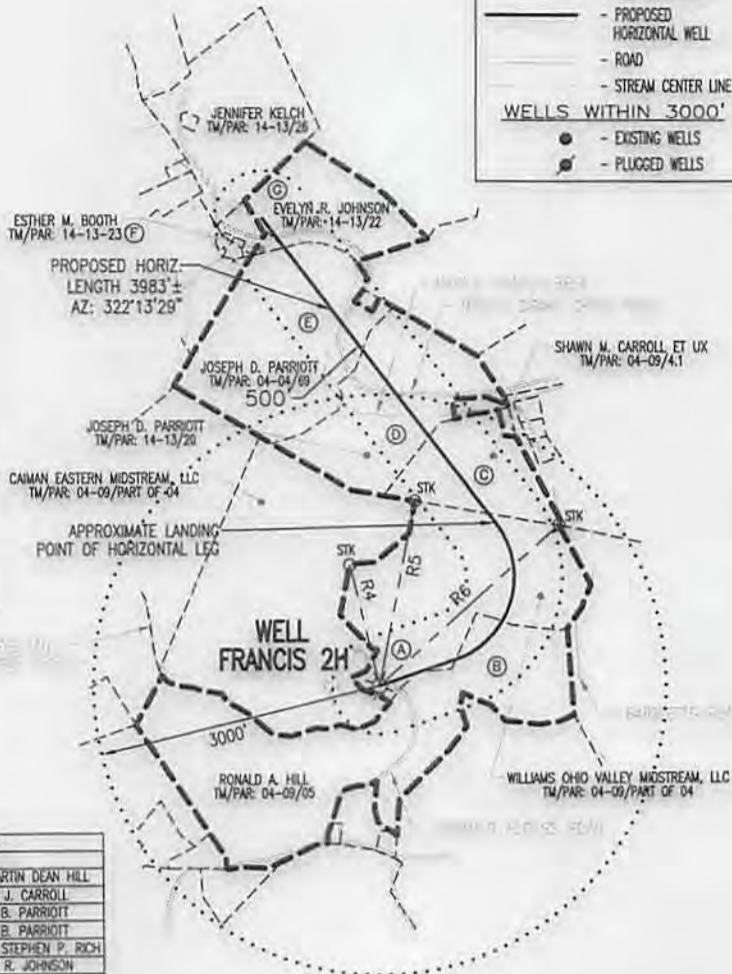 - PROPOSED
HORIZONTAL WELL
- ROAD
- STREAM CENTER LINE
WELLS WITHIN 3000'
- EXISTING WELLS
- PLUGGED WELLS
JENNIFER KELCH
TM/PAR: 14-13/26
G
EVELYN R. JOHNSON
TM/PAR: 14-13/22
ESTHER M. BOOTH
TM/PAR: 14-13-23 F
PROPOSED HORIZ.
LENGTH 3983'±
AZ: 322°13'29"
E
JOSEPH D. PARRIOTT
TM/PAR: 04-04/69
500
SHAWN M. CARROLL ET UX
TM/PAR: 04-09/4.1
JOSEPH D. PARRIOTT
TM/PAR: 14-13/20
D
C
CAIMAN EASTERN MIDSTREAM, LLC
TM/PAR: 04-09/PART OF 04
STK
STK
APPROXIMATE LANDING
POINT OF HORIZONTAL LEG
STK
R4
R5
R6
WELL
FRANCIS 2H
A
B
3000'
RONALD A. HILL
TM/PAR: 04-09/05
WILLIAMS OHIO VALLEY MIDSTREAM, LLC
TM/PAR: 04-09/PART OF 04
RTIN DEAN HILL
J. CARROLL
B. PARRIOTT
B. PARRIOTT
STEPHEN P. RICH
R. JOHNSON